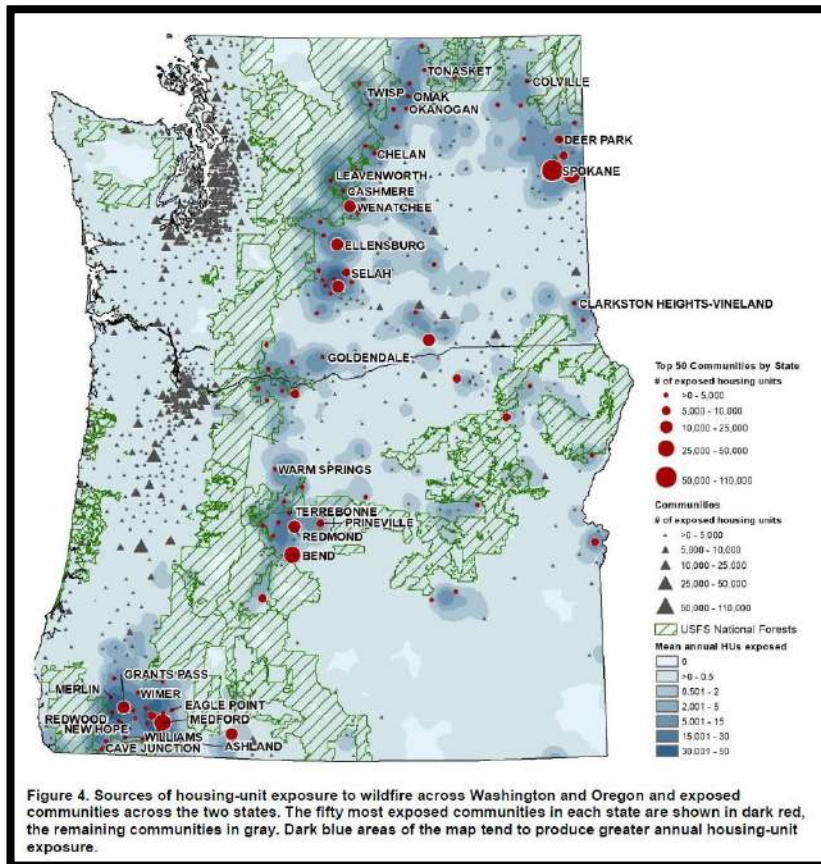 TONASKET
COLVILLE
TWISP
OMAK
OKANOGAN
DEER PARK
CHELAN
SPOKANE
LEAVENWORTH
CASHMERE
WENATCHEE
ELLENSBURG
SELAH
CLARKSTON HEIGHTS-VINELAND
GOLDENDALE
WARM SPRINGS
TERREBONNE
PRINEVILLE
REDMOND
BEND
GRANTS PASS
MERLIN
WIMER
EAGLE POINT
REDWOOD
MEDFORD
NEW HOPE
WILLIAMS
CAVE JUNCTION
ASHLAND
Top 50 Communities by State
# of exposed housing units
>0 - 5,000
5,000 - 10,000
10,000 - 25,000
25,000 - 50,000
50,000 - 110,000
Communities
# of exposed housing units
>0 - 5,000
5,000 - 10,000
10,000 - 25,000
25,000 - 50,000
50,000 - 110,000
USFS National Forests
Mean annual HUs exposed
0
>0 - 0.5
0.501 - 2
2.001 - 5
5.001 - 15
15.001 - 30
30.001 - 50
Figure 4. Sources of housing-unit exposure to wildfire across Washington and Oregon and exposed
communities across the two states. The fifty most exposed communities in each state are shown in dark red,
the remaining communities in gray. Dark blue areas of the map tend to produce greater annual housing-unit
exposure.